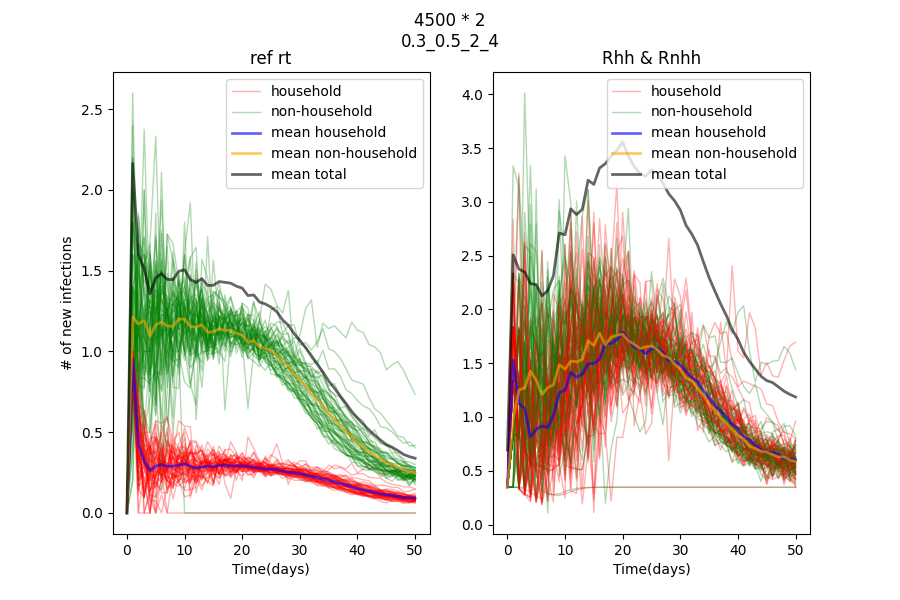 4500 * 2
0.3_0.5_2_4
ref rt
household
non-household
mean household
mean non-household
mean total
# of new infections
2.5
2.0
1.5
1.0
0.5
0.0
0
10
20
30
40
50
Time(days)
Rhh & Rnhh
household
non-household
mean household
mean non-household
mean total
4.0
3.5
3.0
2.5
2.0
1.5
1.0
0.5
0.0
0
10
20
30
40
50
Time(days)